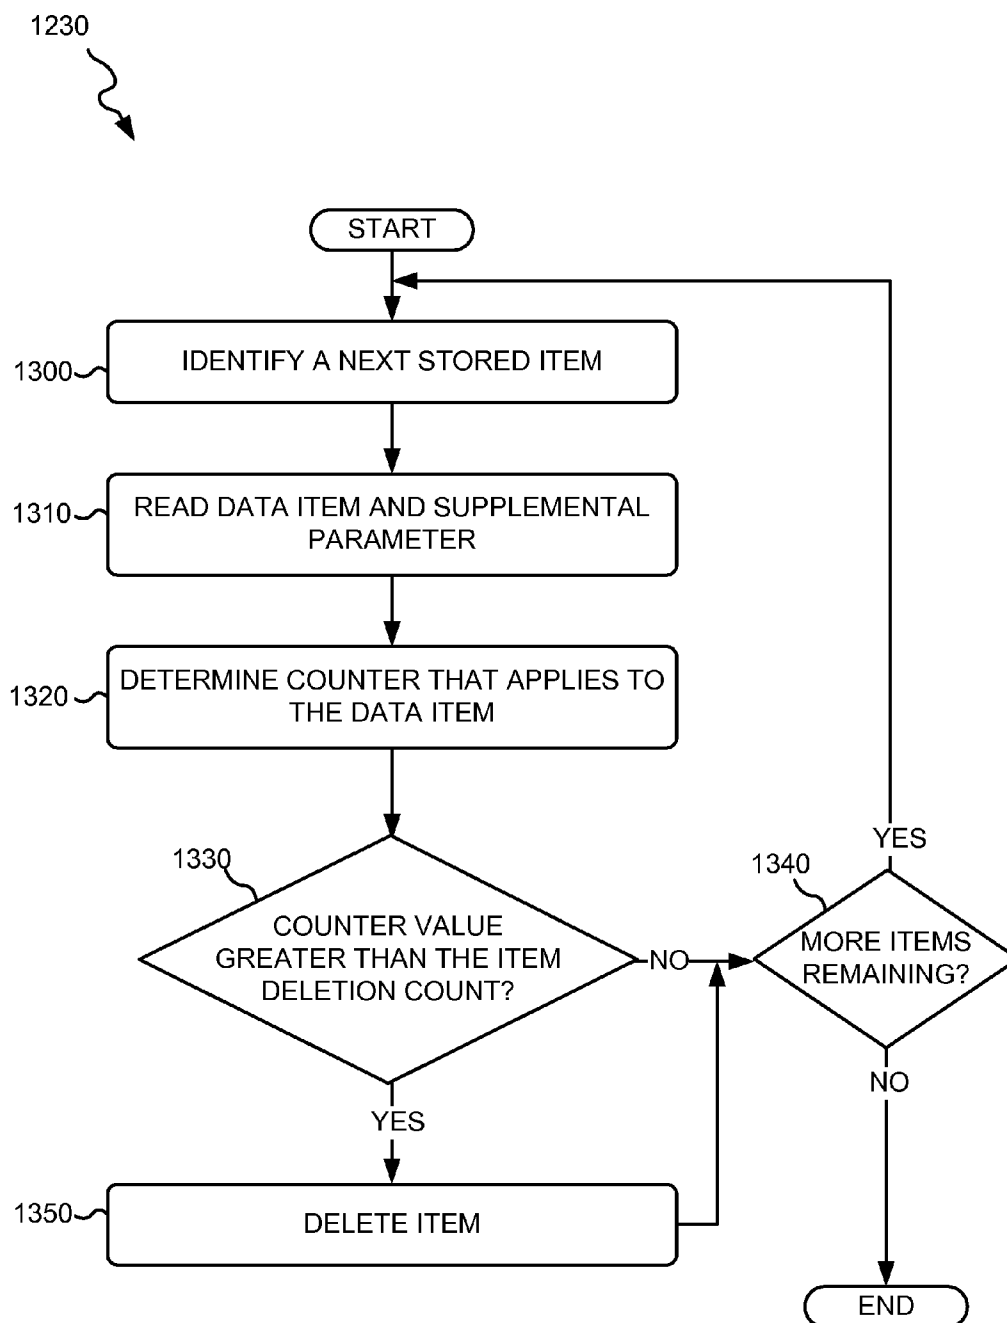 1230
START
1300
IDENTIFY A NEXT STORED ITEM
1310
READ DATA ITEM AND SUPPLEMENTAL
PARAMETER
1320
DETERMINE COUNTER THAT APPLIES TO
THE DATA ITEM
1330
COUNTER VALUE
GREATER THAN THE ITEM
DELETION COUNT?
NO
YES
1340
MORE ITEMS
REMAINING?
YES
NO
1350
DELETE ITEM
END